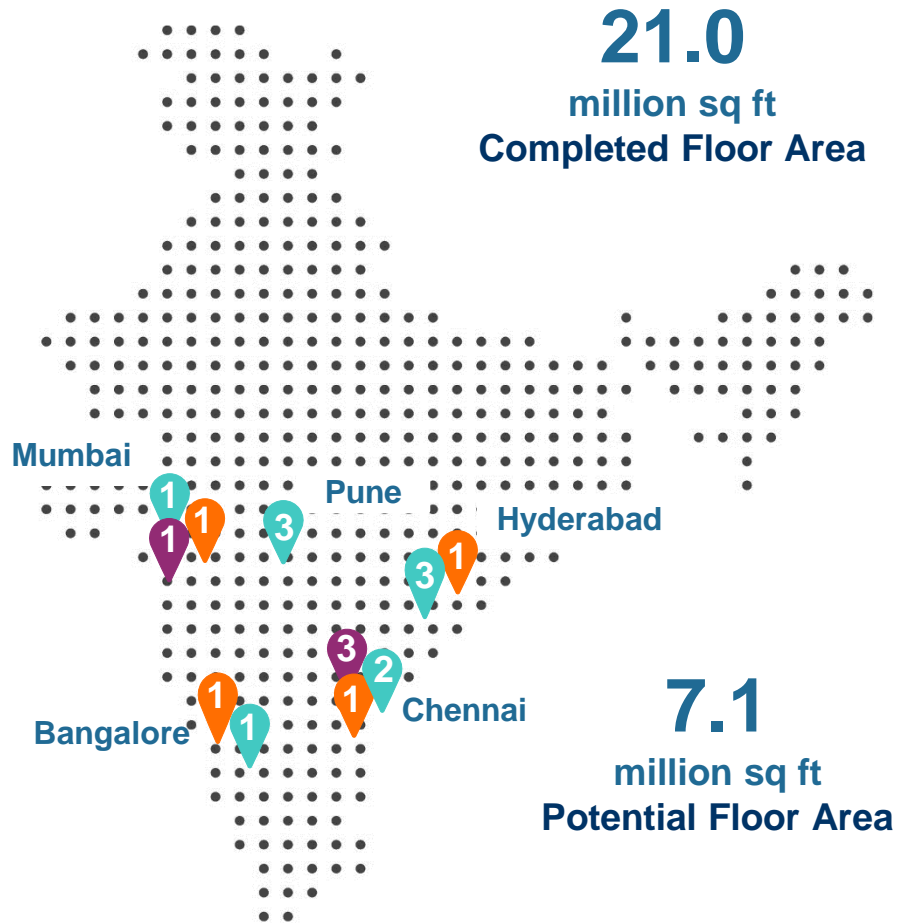 21.0
million sq ft
Completed Floor Area
Mumbai
1
1
1
Pune
3
Hyderabad
1
3
3
2
1
Chennai
1
1
Bangalore
7.1
million sq ft
Potential Floor Area